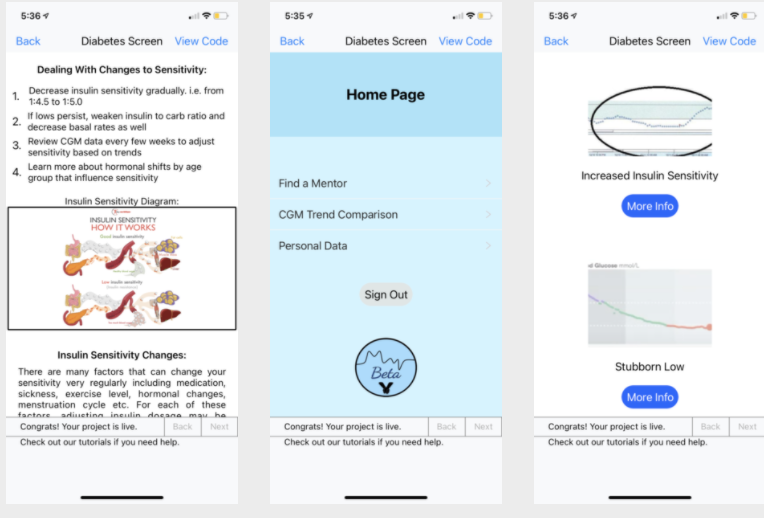 5:36
Back
Diabetes Screen
View Code
Dealing With Changes to Sensitivity:
1. Decrease insulin sensitivity gradually. i.e. from
1:4.5 to 1:5.0
2. If lows persist, weaken insulin to carb ratio and
decrease basal rates as well
3. Review CGM data every few weeks to adjust
sensitivity based on trends
4. Learn more about hormonal shifts by age
group that influence sensitivity
Insulin Sensitivity Diagram:
INSULIN SENSITIVITY
HOW IT WORKS
Good insulin sensitivity
Low insulin sensitivity
Insulin Sensitivity Changes:
There are many factors that can change your
sensitivity very regularly including medication,
sickness, exercise level, hormonal changes,
menstruation cycle etc. For each of these
factors, adjusting insulin dosage may be
Congrats! Your project is live.
Back
Next
Check out our tutorials if you need help.
5:35
Back
Diabetes Screen
View Code
Home Page
Find a Mentor
CGM Trend Comparison
Personal Data
Sign Out
Beta
Congrats! Your project is live.
Back
Next
Check out our tutorials if you need help.
5:36
Back
Diabetes Screen
View Code
Increased Insulin Sensitivity
More Info
d Glucose mmol/L
Stubborn Low
More Info
Congrats! Your project is live.
Back
Next
Check out our tutorials if you need help.